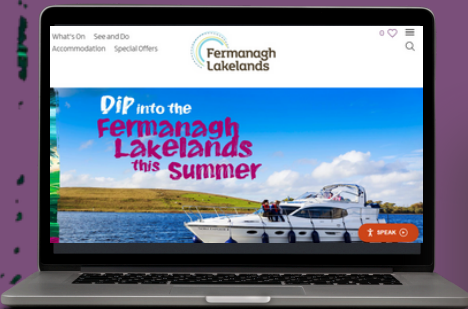 What's On See and Do
Accommodation Special Offers
Fermanagh
Lakelands
0
Dip into the
Fermanagh
Lakelands
this Summer
SPEAK